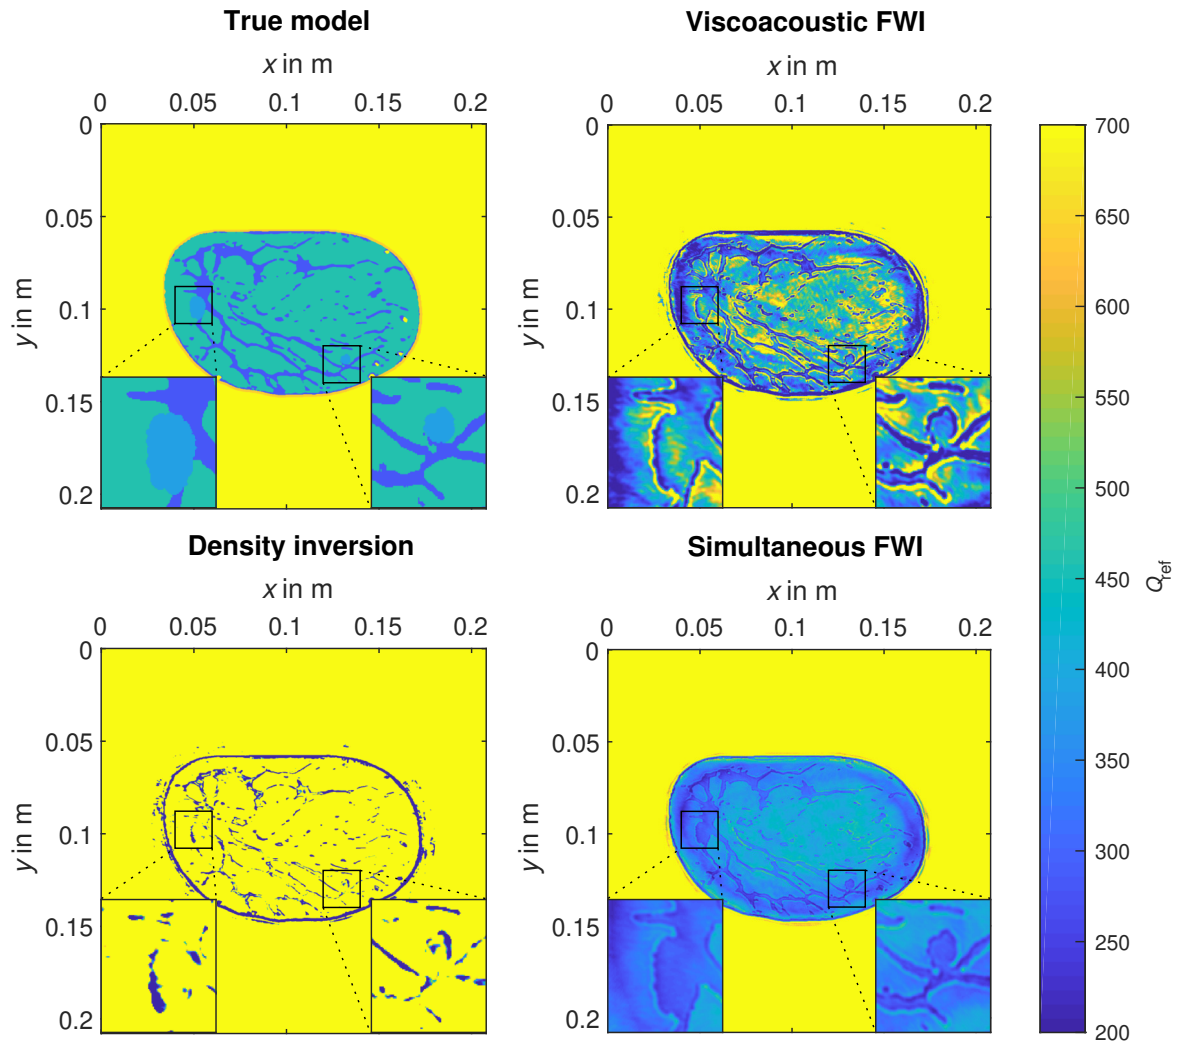 True model
Viscoacoustic FWI
x in m
x in m
0 0.05 0.1 0.15 0.2
0 0.05 0.1 0.15 0.2
0
0.05
0.1
0.15
0.2
y in m
0
0.05
0.1
0.15
0.2
y in m
Density inversion
Simultaneous FWI
x in m
x in m
0 0.05 0.1 0.15 0.2
0 0.05 0.1 0.15 0.2
0
0.05
0.1
0.15
0.2
y in m
0
0.05
0.1
0.15
0.2
y in m
700
650
600
550
500
450
400
350
300
250
200
Qref